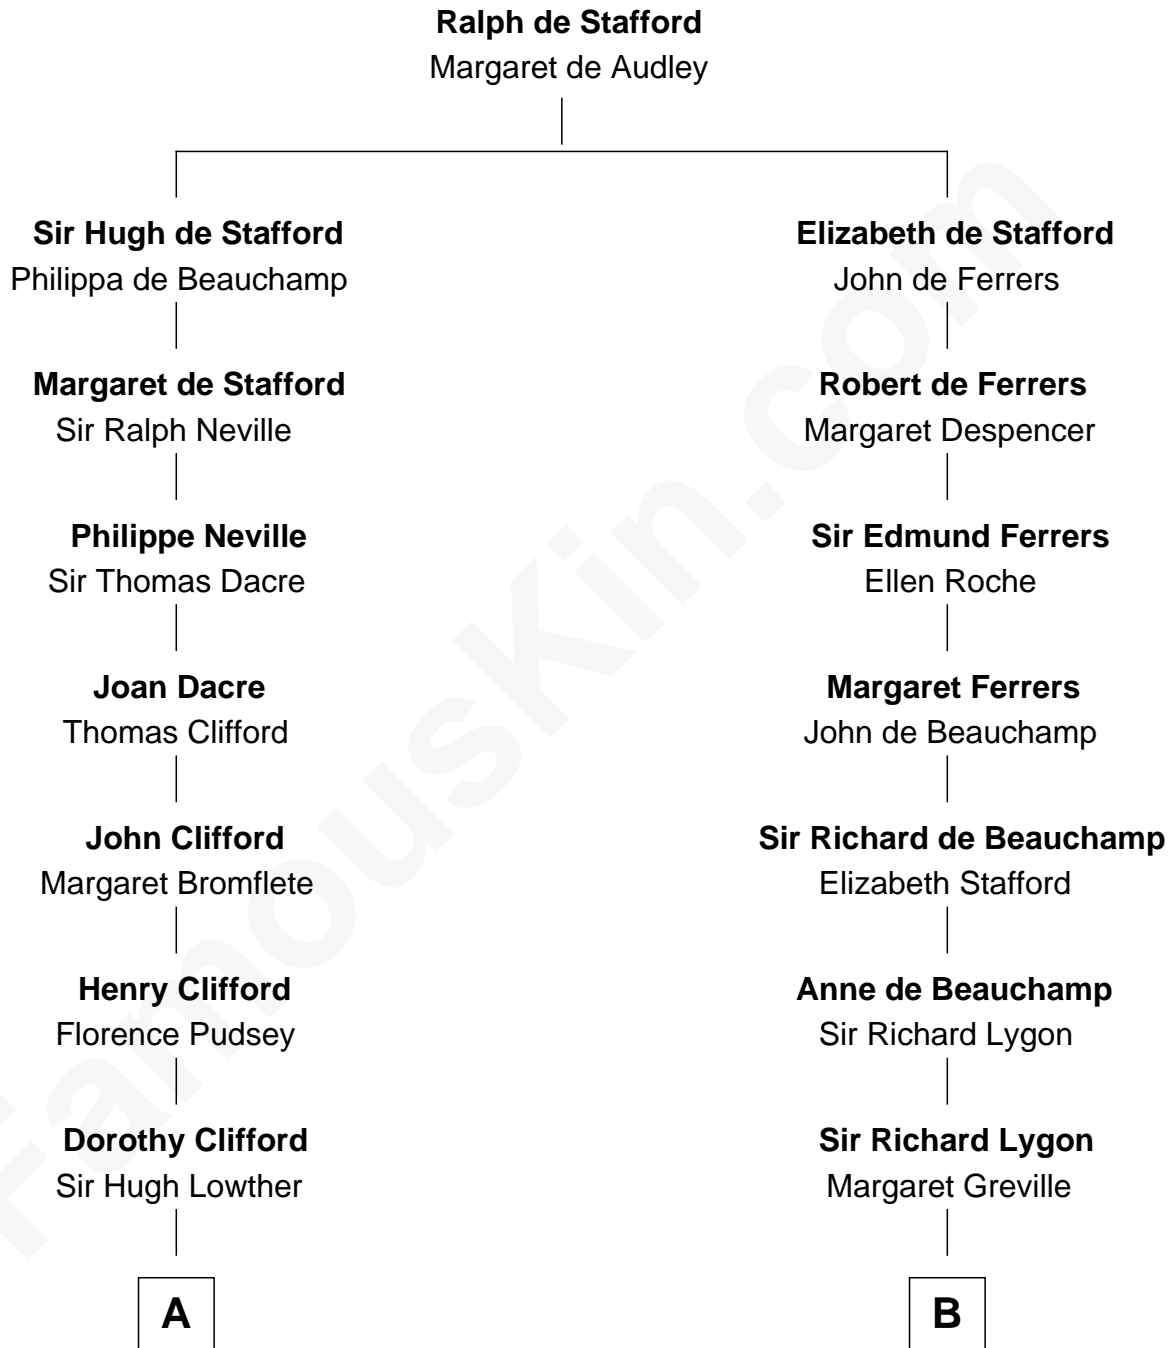 Ralph de Stafford
Margaret de Audley
Sir Hugh de Stafford
Philippa de Beauchamp
Elizabeth de Stafford
John de Ferrers
Margaret de Stafford
Sir Ralph Neville
Robert de Ferrers
Margaret Despencer
Philippe Neville
Sir Thomas Dacre
Sir Edmund Ferrers
Ellen Roche
Joan Dacre
Thomas Clifford
Margaret Ferrers
John de Beauchamp
John Clifford
Margaret Bromflete
Sir Richard de Beauchamp
Elizabeth Stafford
Henry Clifford
Florence Pudsey
Anne de Beauchamp
Sir Richard Lygon
Dorothy Clifford
Sir Hugh Lowther
Sir Richard Lygon
Margaret Greville
A
B
FamousKin.com